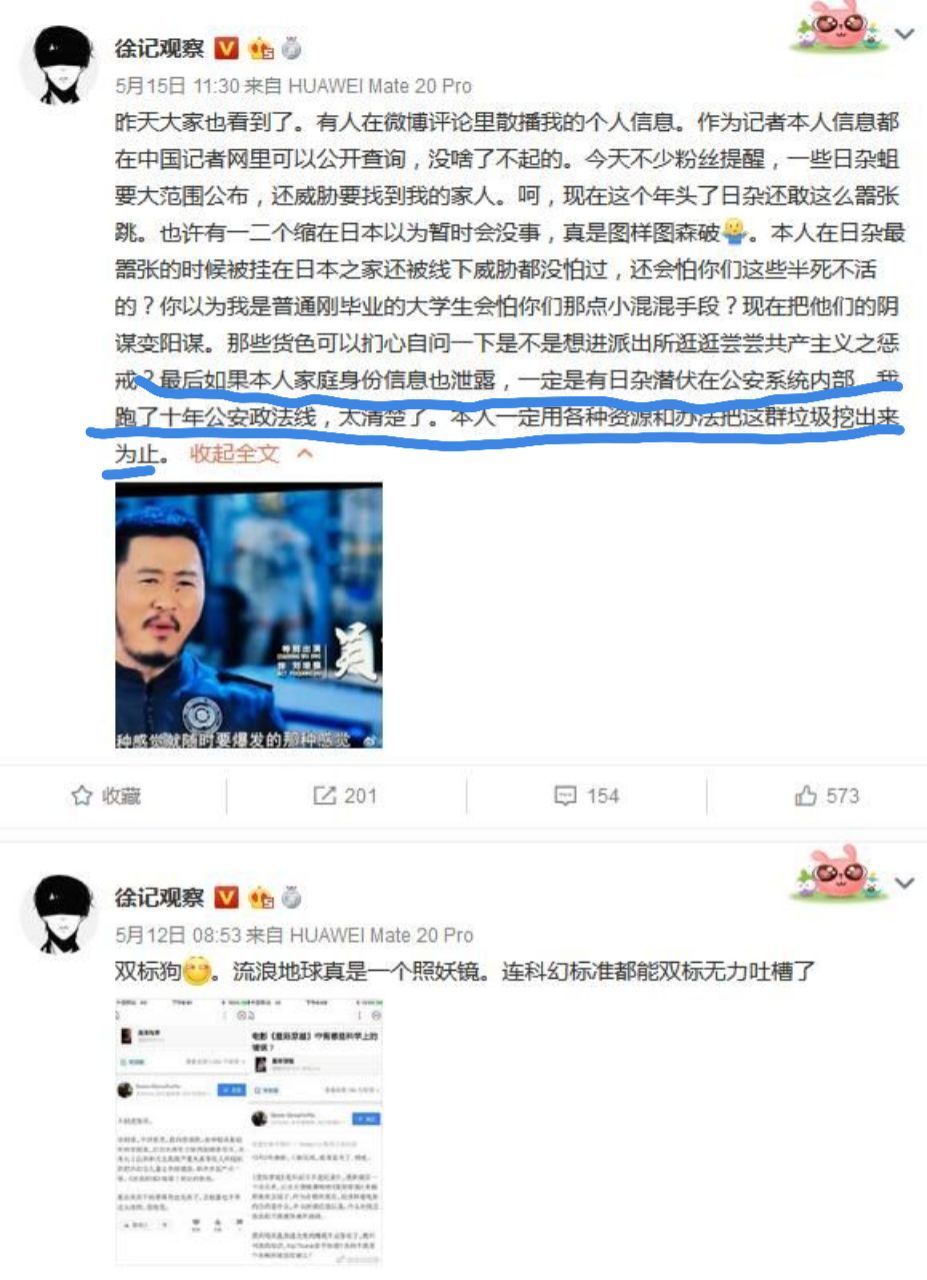 徐记观察
5月15日 11:30 来自 HUAWEI Mate 20 Pro
昨天大家也看到了。有人在微博评论里散播我的个人信息。作为记者本人信息都
在中国记者网里可以公开查询，没啥了不起的。今天不少粉丝提醒，一些日杂蛆
要大范围公布，还威胁要找到我的家人。呵，现在这个年头了日杂还敢这么嚣张
跳。也许有一二个缩在日本以为暂时会没事，真是图样图森破。本人在日杂最
嚣张的时候被挂在日本之家还被线下威胁都没怕过，还会怕你们这些半死不活
的？你以为我是普通刚毕业的大学生会怕你们那点小混混手段？现在把他们的阴
谋变阳谋。那些货色可以扪心自问一下是不是想进派出所逛逛尝尝共产主义之惩
戒？最后如果本人家庭身份信息也泄露，一定是有日杂潜伏在公安系统内部。我
跑了十年公安政法线，太清楚了。本人一定用各种资源和办法把这群垃圾挖出来
为止。 收起全文
特别出演
吴
种感觉就随时要爆发的那种感觉
收藏
201
154
573
徐记观察
5月12日 08:53 来自 HUAWEI Mate 20 Pro
双标狗。流浪地球真是一个照妖镜。连科幻标准都能双标无力吐槽了
电影《星际穿越》中有哪些科学上的
错误？